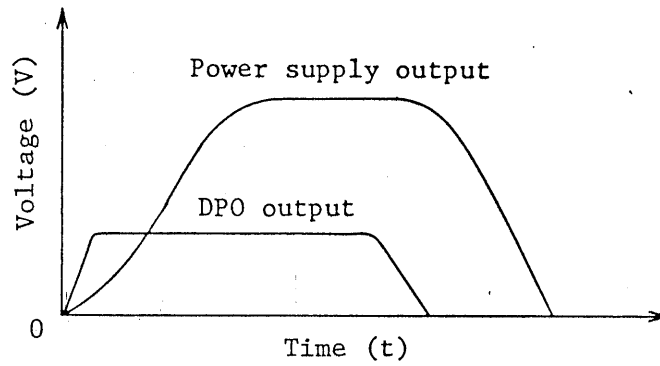 Power supply output
Voltage (V)
DPO output
0
Time (t)